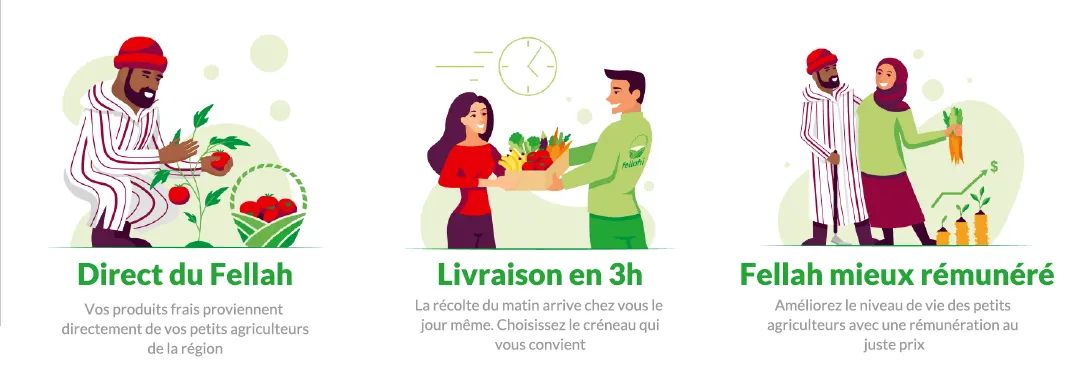 fellahi
$
Direct du Fellah
Vos produits frais proviennent
directement de vos petits agriculteurs
de la région
Livraison en 3h
La récolte du matin arrive chez vous le
jour même. Choisissez le créneau qui
vous convient
Fellah mieux rémunéré
Améliorez le niveau de vie des petits
agriculteurs avec une rémunération au
juste prix